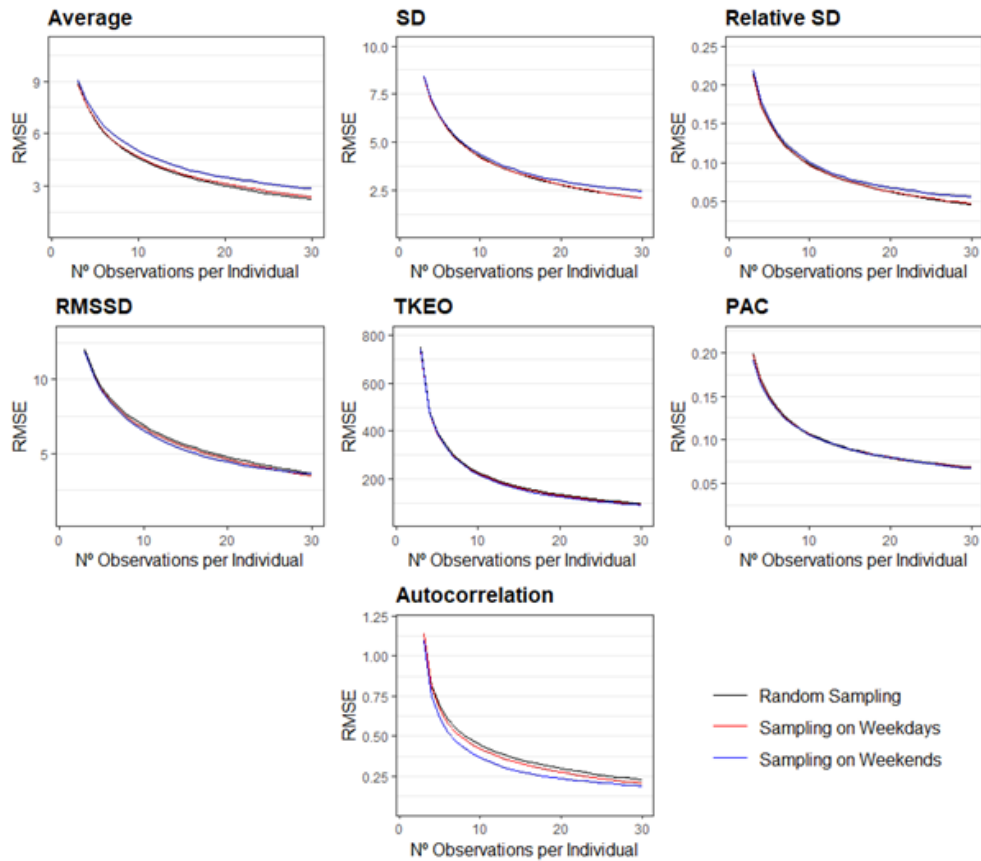 Average
SD
Relative SD
9
6
3
RMSE
0
10
20
30
Nº Observations per Individual
10.0
7.5
5.0
2.5
RMSE
0
10
20
30
Nº Observations per Individual
0.25
0.20
0.15
0.10
0.05
RMSE
0
10
20
30
Nº Observations per Individual
RMSSD
TKEO
PAC
10
5
RMSE
0
10
20
30
Nº Observations per Individual
800
600
400
200
RMSE
0
10
20
30
Nº Observations per Individual
0.20
0.15
0.10
0.05
RMSE
0
10
20
30
Nº Observations per Individual
Autocorrelation
1.25
1.00
0.75
0.50
0.25
RMSE
0
10
20
30
Nº Observations per Individual
Random Sampling
Sampling on Weekdays
Sampling on Weekends